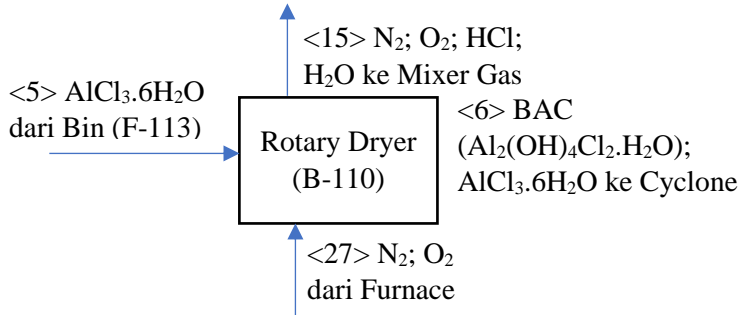 <15> N₂; O₂; HCl;
H₂O ke Mixer Gas
<5> AlCl₃.6H₂O
dari Bin (F-113)
Rotary Dryer
(B-110)
<6> BAC
(Al₂(OH)₄Cl₂.H₂O);
AlCl₃.6H₂O ke Cyclone
<27> N₂; O₂
dari Furnace